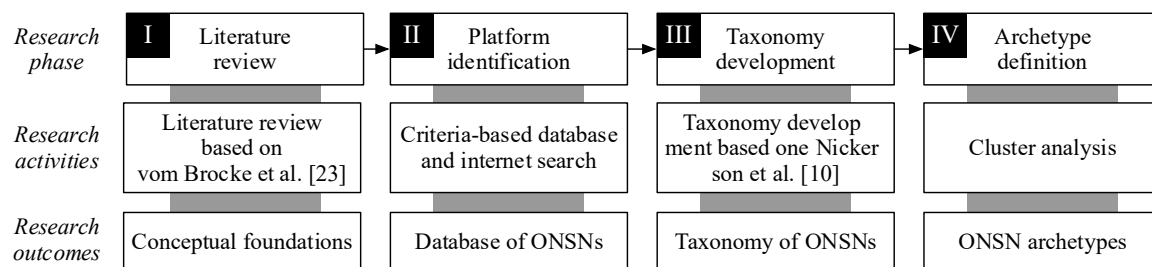 Research
phase
I
Literature
review
II
Platform
identification
III
Taxonomy
development
IV
Archetype
definition
Research
activities
Literature review
based on
vom Brocke et al. [23]
Criteria-based database
and internet search
Taxonomy develop
ment based one Nicker
son et al. [10]
Cluster analysis
Research
outcomes
Conceptual foundations
Database of ONSNs
Taxonomy of ONSNs
ONSN archetypes